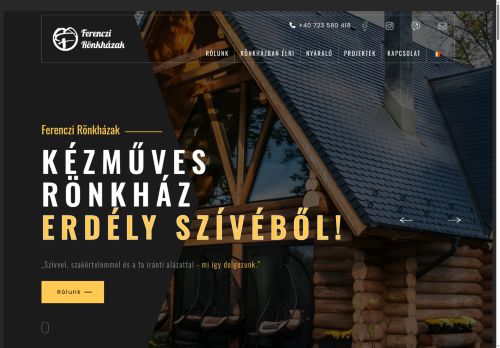 Ferenczi
Rönkházak
+40 723 580 418
RÓLUNK
RÖNKHÁZBAN ÉLNI
NYARALÓ
PROJEKTEK
KAPCSOLAT
Ferenczi Rönkházak
KÉZMŰVES
RÖNKHÁZ
ERDÉLY SZÍVÉBŐL!
„Szívvel, szakértelemmel és a fa iránti alázattal - mi így dolgozunk."
Rólunk